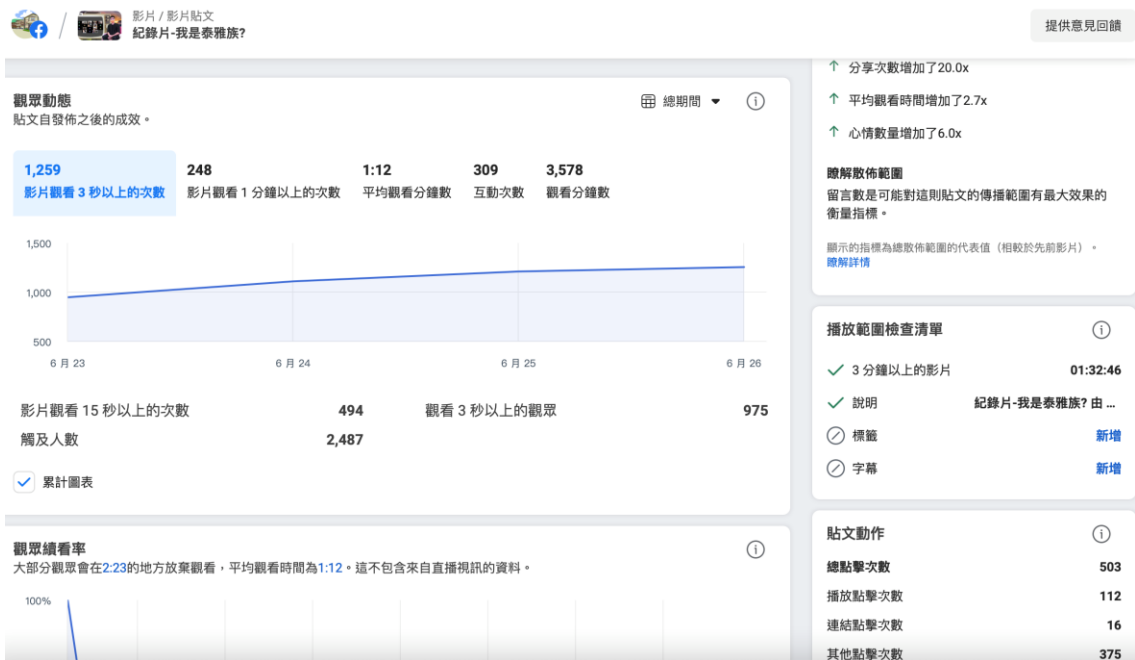 影片 / 影片貼文
紀錄片-我是泰雅族?
提供意見回饋
觀眾動態
貼文自發佈之後的成效。
總期間
1,259
影片觀看 3 秒以上的次數
248
影片觀看 1 分鐘以上的次數
1:12
平均觀看分鐘數
309
互動次數
3,578
觀看分鐘數
1,500
1,000
500
6 月 23
6 月 24
6 月 25
6 月 26
影片觀看 15 秒以上的次數 494
觀看 3 秒以上的觀眾 975
觸及人數 2,487
累計圖表
觀眾續看率
大部分觀眾會在2:23的地方放棄觀看，平均觀看時間為1:12。這不包含來自直播視訊的資料。
100%
分享次數增加了20.0x
平均觀看時間增加了2.7x
心情數量增加了6.0x
瞭解散佈範圍
留言數是可能對這則貼文的傳播範圍有最大效果的
衡量指標。
顯示的指標為總散佈範圍的代表值（相較於先前影片）。
瞭解詳情
播放範圍檢查清單
3 分鐘以上的影片 01:32:46
說明 紀錄片-我是泰雅族? 由 ...
標籤 新增
字幕 新增
貼文動作
總點擊次數 503
播放點擊次數 112
連結點擊次數 16
其他點擊次數 375